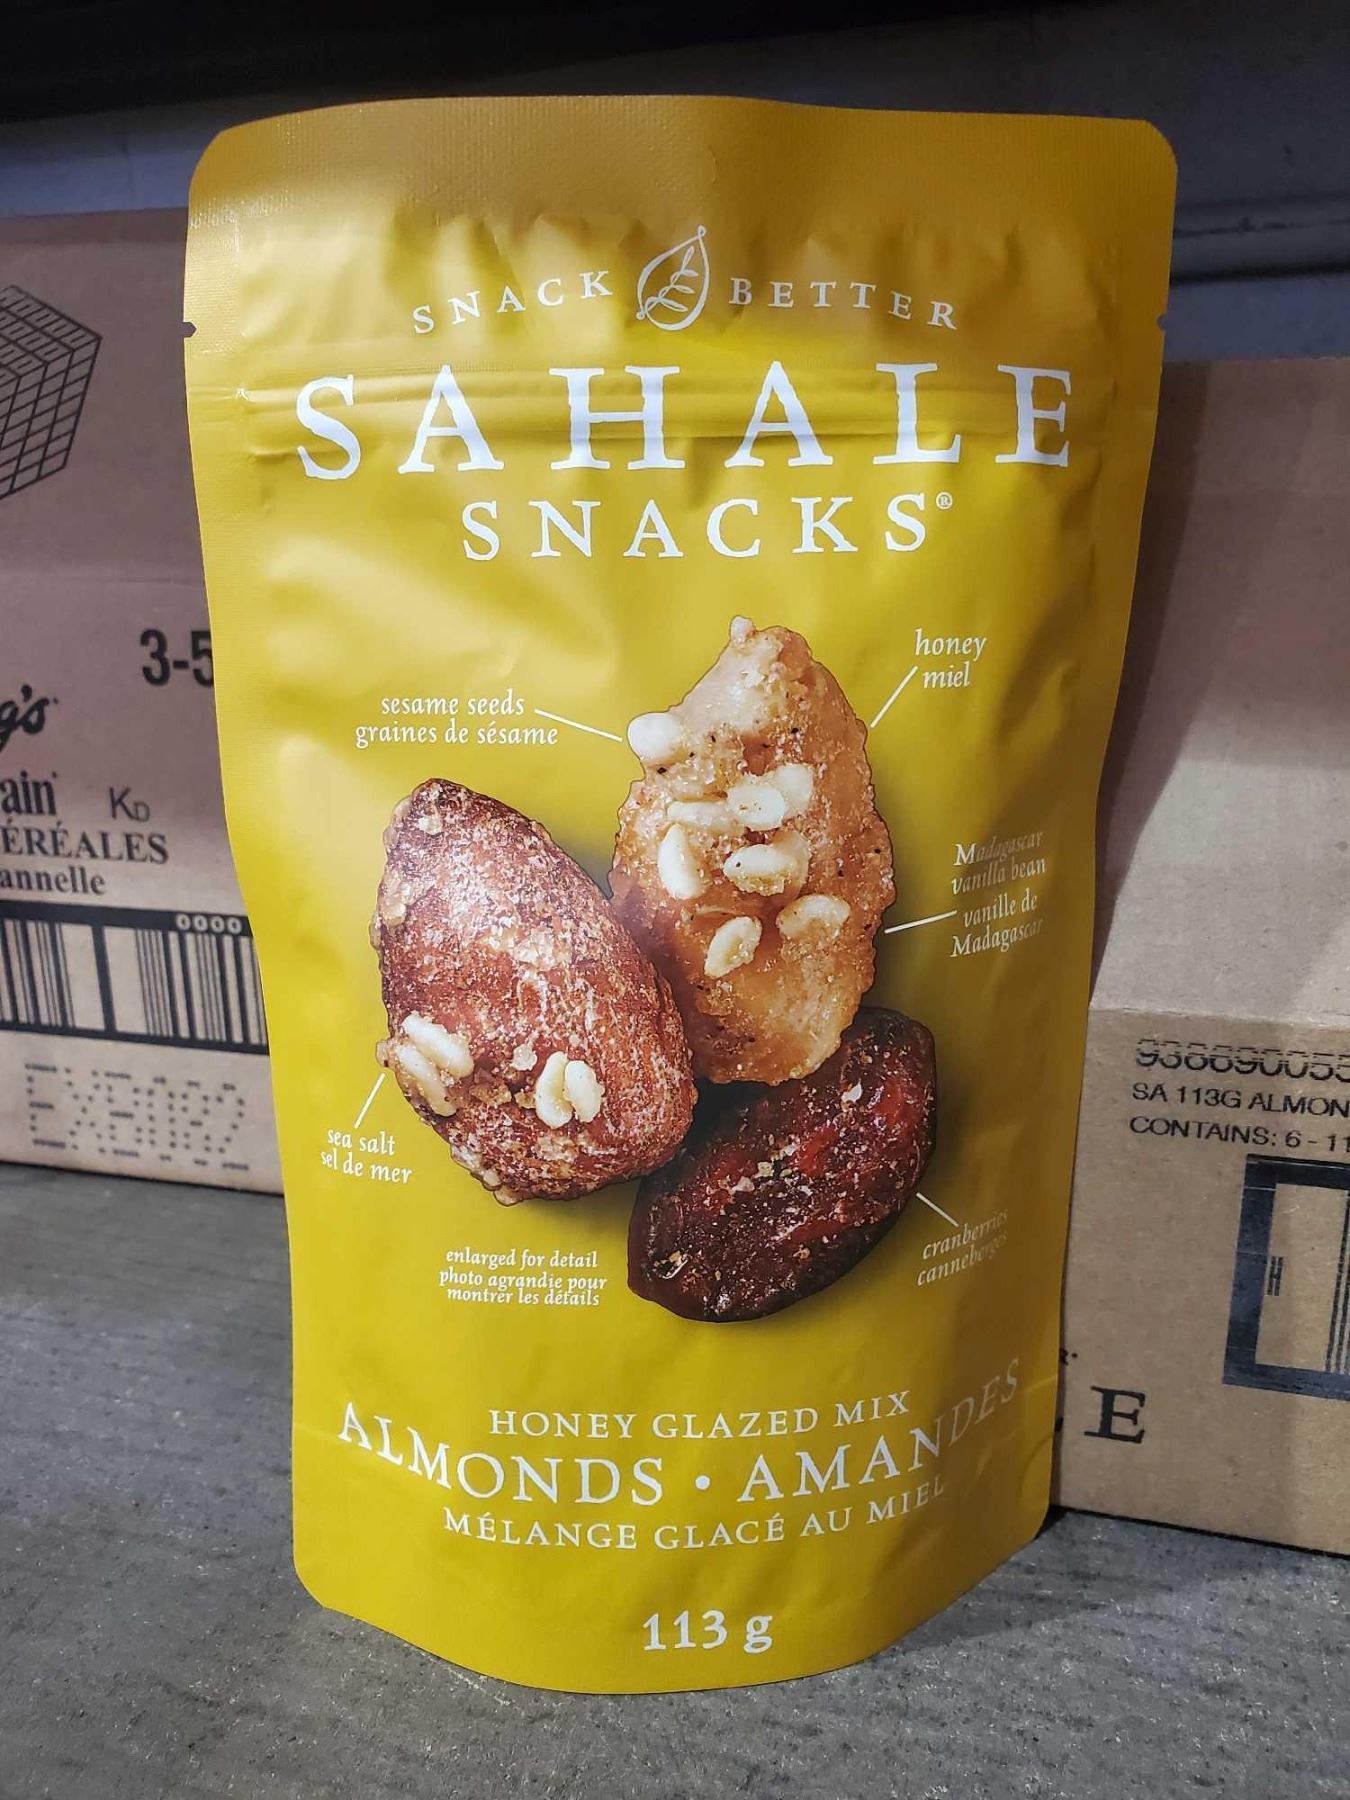 SNACK BETTER
SAHALE
SNACKS®
honey
miel
sesame seeds
graines de sésame
Madagascar
vanilla bean
vanille de
Madagascar
sea salt
sel de mer
cranberries
canneberges
enlarged for detail
photo agrandie pour
montrer les détails
HONEY GLAZED MIX
ALMONDS • AMANDES
MÉLANGE GLACÉ AU MIEL
113 g
3-5
g's
ain KD
ÉRÉALES
annelle
0000
SA 113G ALMON
CONTAINS: 6 - 11
E